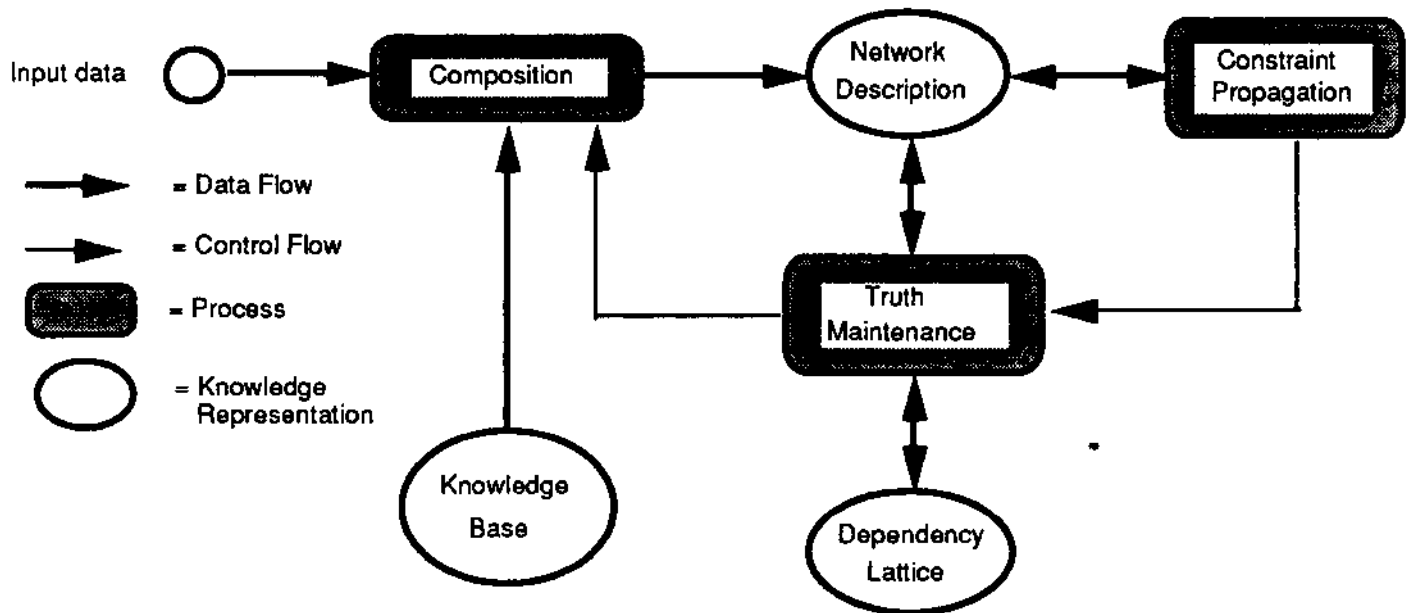 Input data
Composition
Network
Description
Constraint
Propagation
= Data Flow
= Control Flow
= Process
= Knowledge
Representation
Truth
Maintenance
Knowledge
Base
Dependency
Lattice